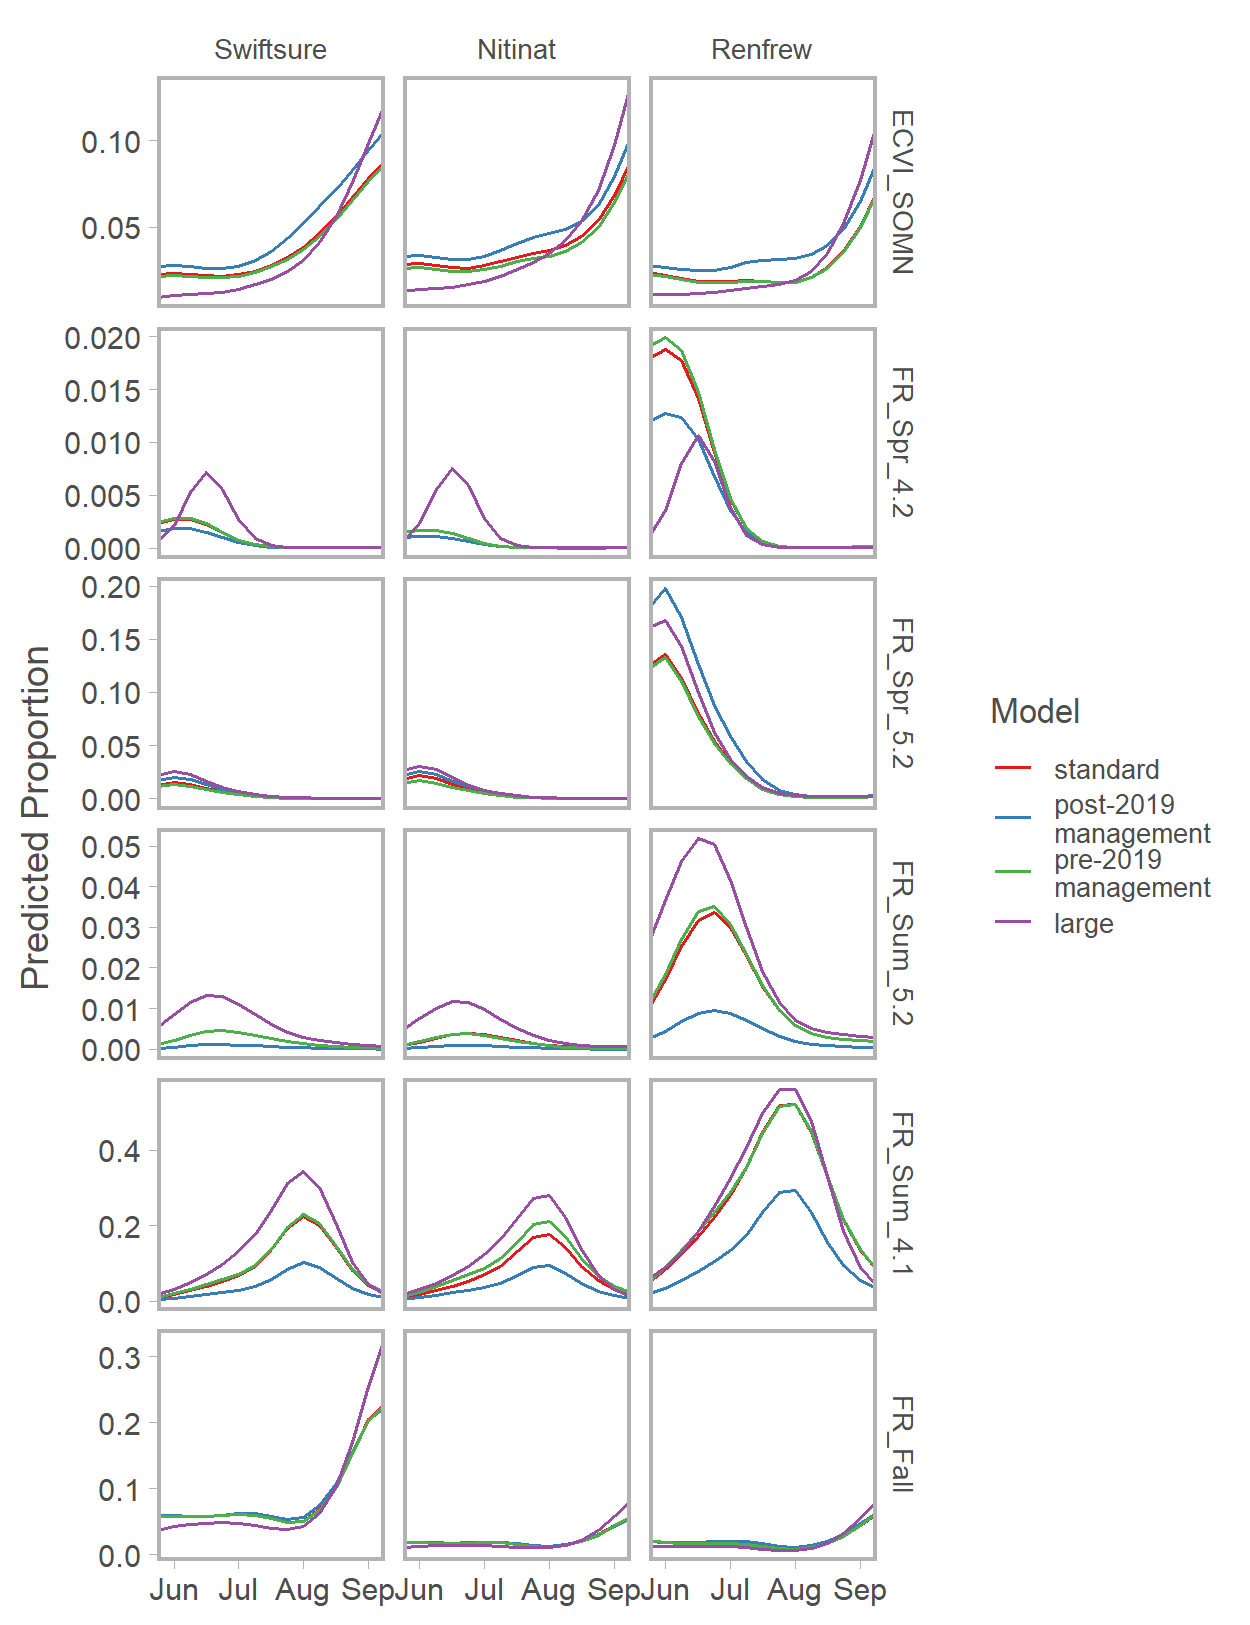 Swiftsure Nitinat Renfrew
0.10
0.05
ECVI_SOMN
0.020
0.015
0.010
0.005
0.000
FR_Spr_4.2
0.20
0.15
0.10
0.05
0.00
FR_Spr_5.2
0.05
0.04
0.03
0.02
0.01
0.00
FR_Sum_5.2
0.4
0.2
0.0
FR_Sum_4.1
0.3
0.2
0.1
0.0
FR_Fall
Jun Jul Aug Sep Jun Jul Aug Sep Jun Jul Aug Sep
Predicted Proportion
Model
standard
post-2019
management
pre-2019
management
large